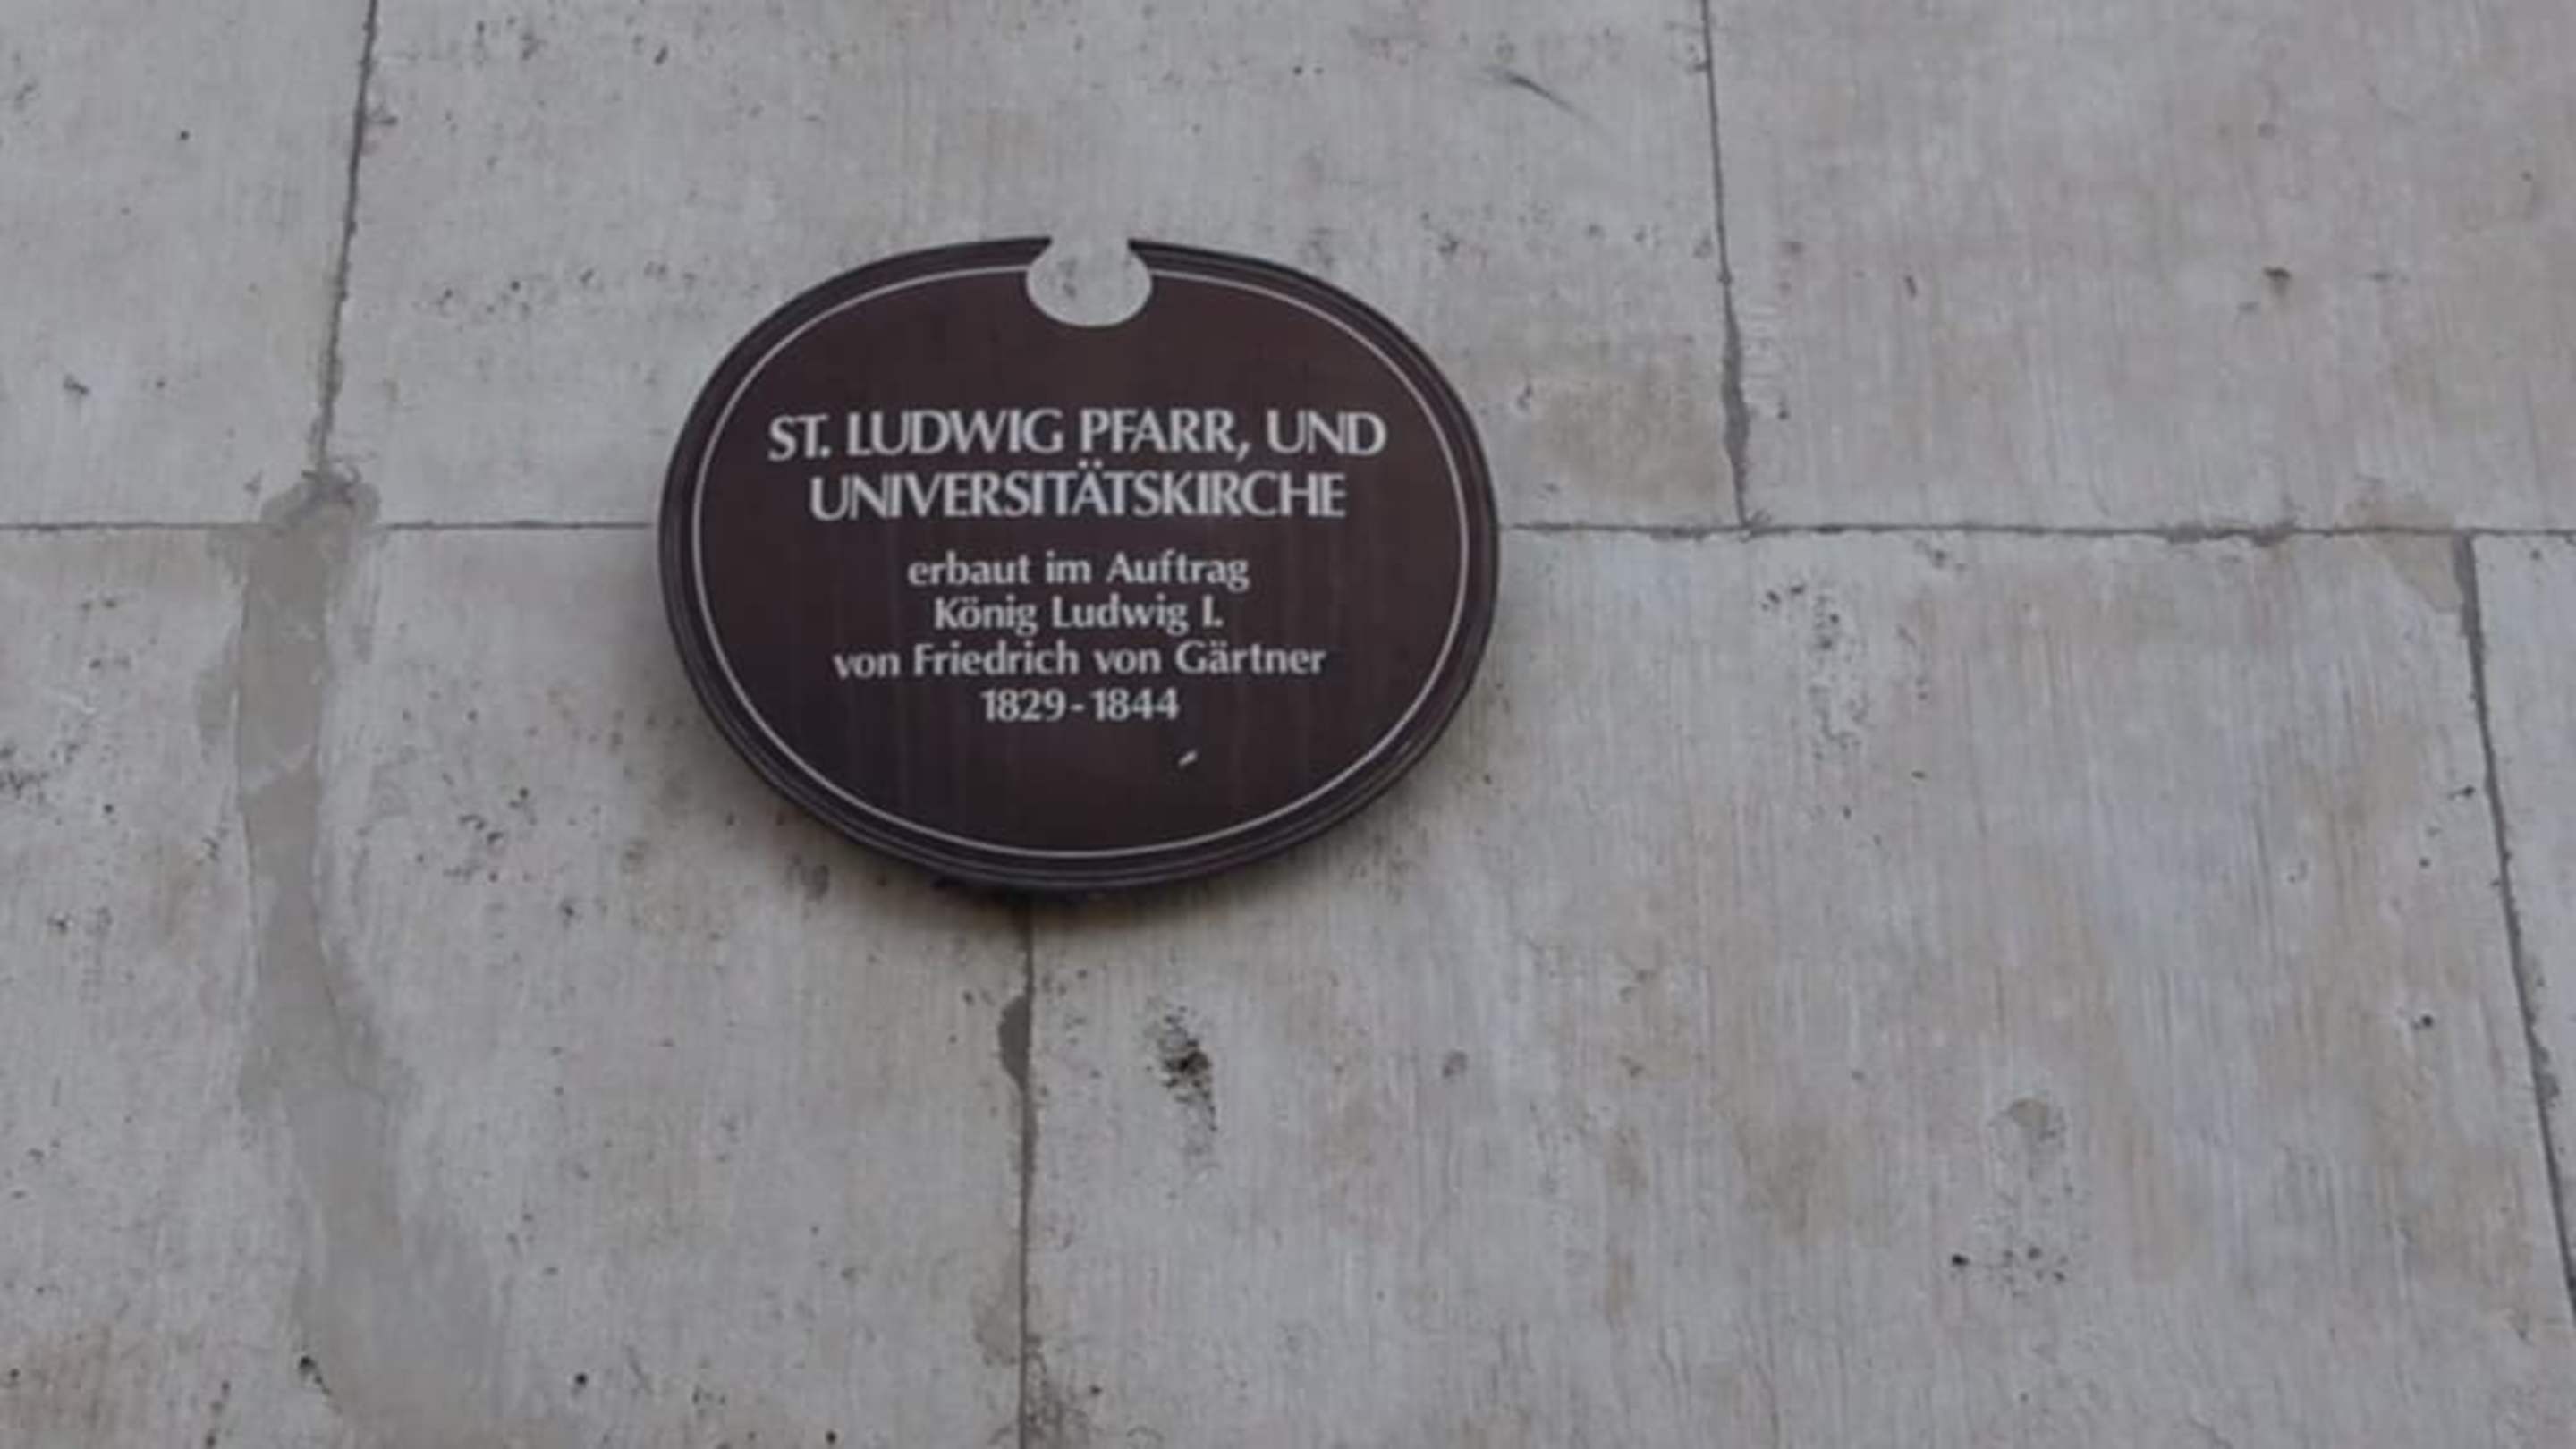 ST. LUDWIG PFARR, UND
UNIVERSITÄTSKIRCHE
erbaut im Auftrag
König Ludwig I.
von Friedrich von Gärtner
1829-1844